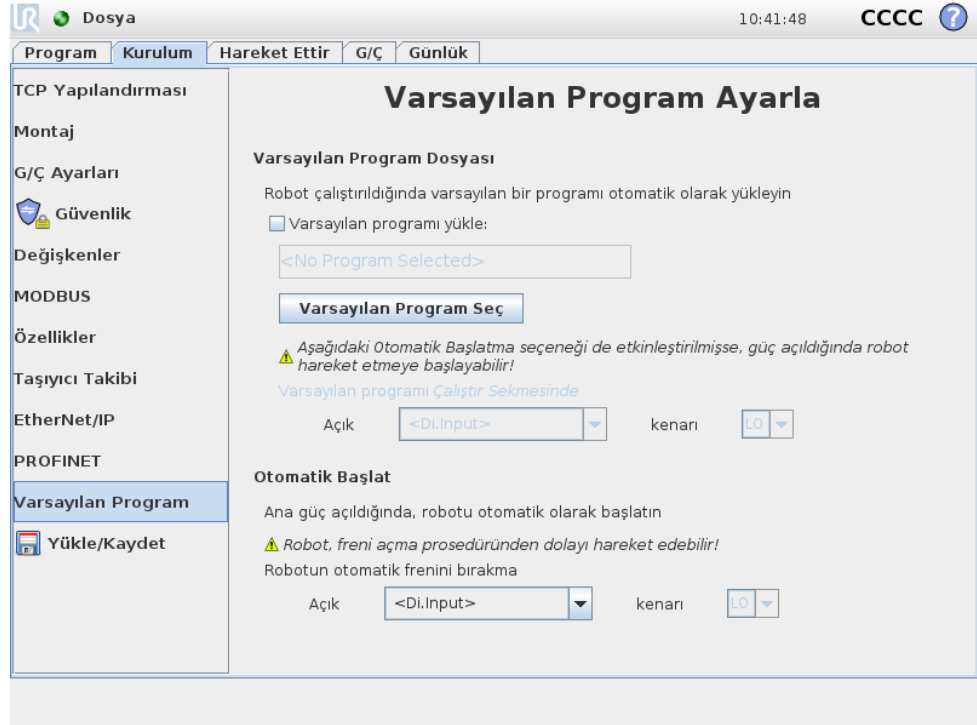 UR Dosya 10:41:48 CCCC ?
Program Kurulum Hareket Ettir G/Ç Günlük
TCP Yapılandırması
Montaj
G/Ç Ayarları
Güvenlik
Değişkenler
MODBUS
Özellikler
Taşıyıcı Takibi
EtherNet/IP
PROFINET
Varsayılan Program
Yükle/Kaydet
Varsayılan Program Ayarla
Varsayılan Program Dosyası
Robot çalıştırıldığında varsayılan bir programı otomatik olarak yükleyin
Varsayılan programı yükle:
<No Program Selected>
Varsayılan Program Seç
Aşağıdaki Otomatik Başlatma seçeneği de etkinleştirilmişse, güç açıldığında robot
hareket etmeye başlayabilir!
Varsayılan programı Çalıştır Sekmesinde
Açık <Di.Input> kenarı LO
Otomatik Başlat
Ana güç açıldığında, robotu otomatik olarak başlatın
Robot, freni açma prosedüründen dolayı hareket edebilir!
Robotun otomatik frenini bırakma
Açık <Di.Input> kenarı LO